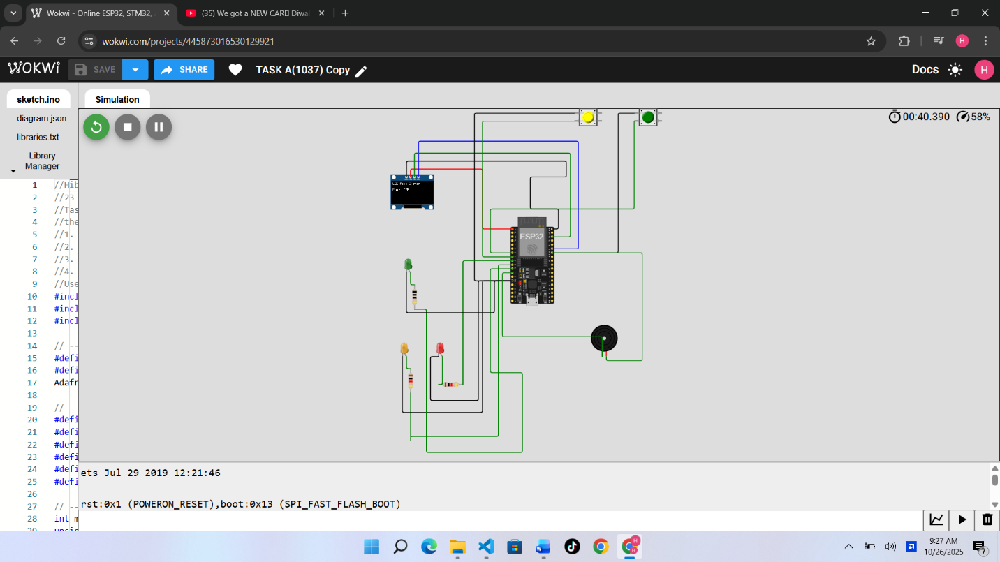 Wokwi - Online ESP32, STM32,
(35) We got a NEW CAR Diwal
wokwi.com/projects/445873016530129921
H
WOKWI
SAVE
SHARE
TASK A(1037) Copy
Docs
H
sketch.ino
Simulation
diagram.json
libraries.txt
Library
Manager
00:40.390
58%
1 //Hib
2 //23-
3 //Tas
4 //the
5 //1.
6 //2.
7 //3.
8 //4.
9 //Use
10 #incl
11 #incl
12 #incl
13
14 // --
15 #defi
16 #defi
17 Adafr
18
19 // --
20 #defi
21 #defi
22 #defi
23 #defi
24 #defi
25 #defi
26
27 // --
28 int m
29 unsig
ESP32
ets Jul 29 2019 12:21:46
rst:0x1 (POWERON_RESET),boot:0x13 (SPI_FAST_FLASH_BOOT)
9:27 AM
10/26/2025
7